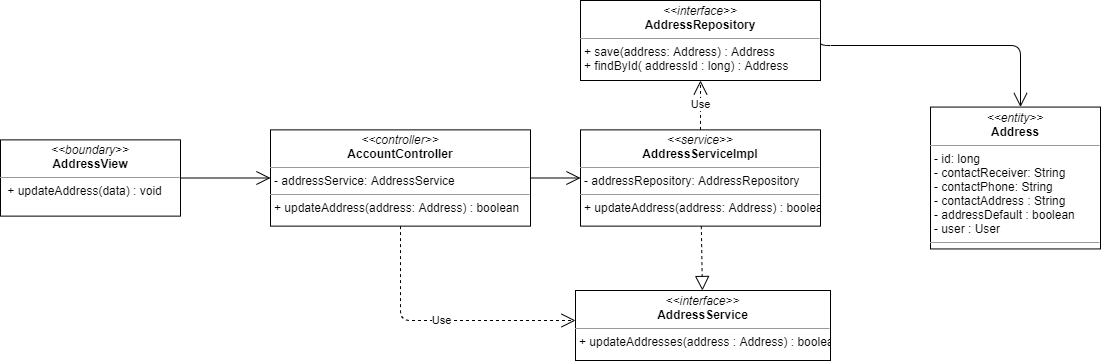 <<interface>>
AddressRepository
+ save(address: Address) : Address
+ findById( addressId : long) : Address
Use
<<boundary>>
AddressView
+ updateAddress(data) : void
<<controller>>
AccountController
- addressService: AddressService
+ updateAddress(address: Address) : boolean
<<service>>
AddressServiceImpl
- addressRepository: AddressRepository
+ updateAddress(address: Address) : boolea
<<entity>>
Address
- id: long
- contactReceiver: String
- contactPhone: String
- contactAddress : String
- addressDefault : boolean
- user : User
Use
<<interface>>
AddressService
+ updateAddresses(address : Address) : boolea